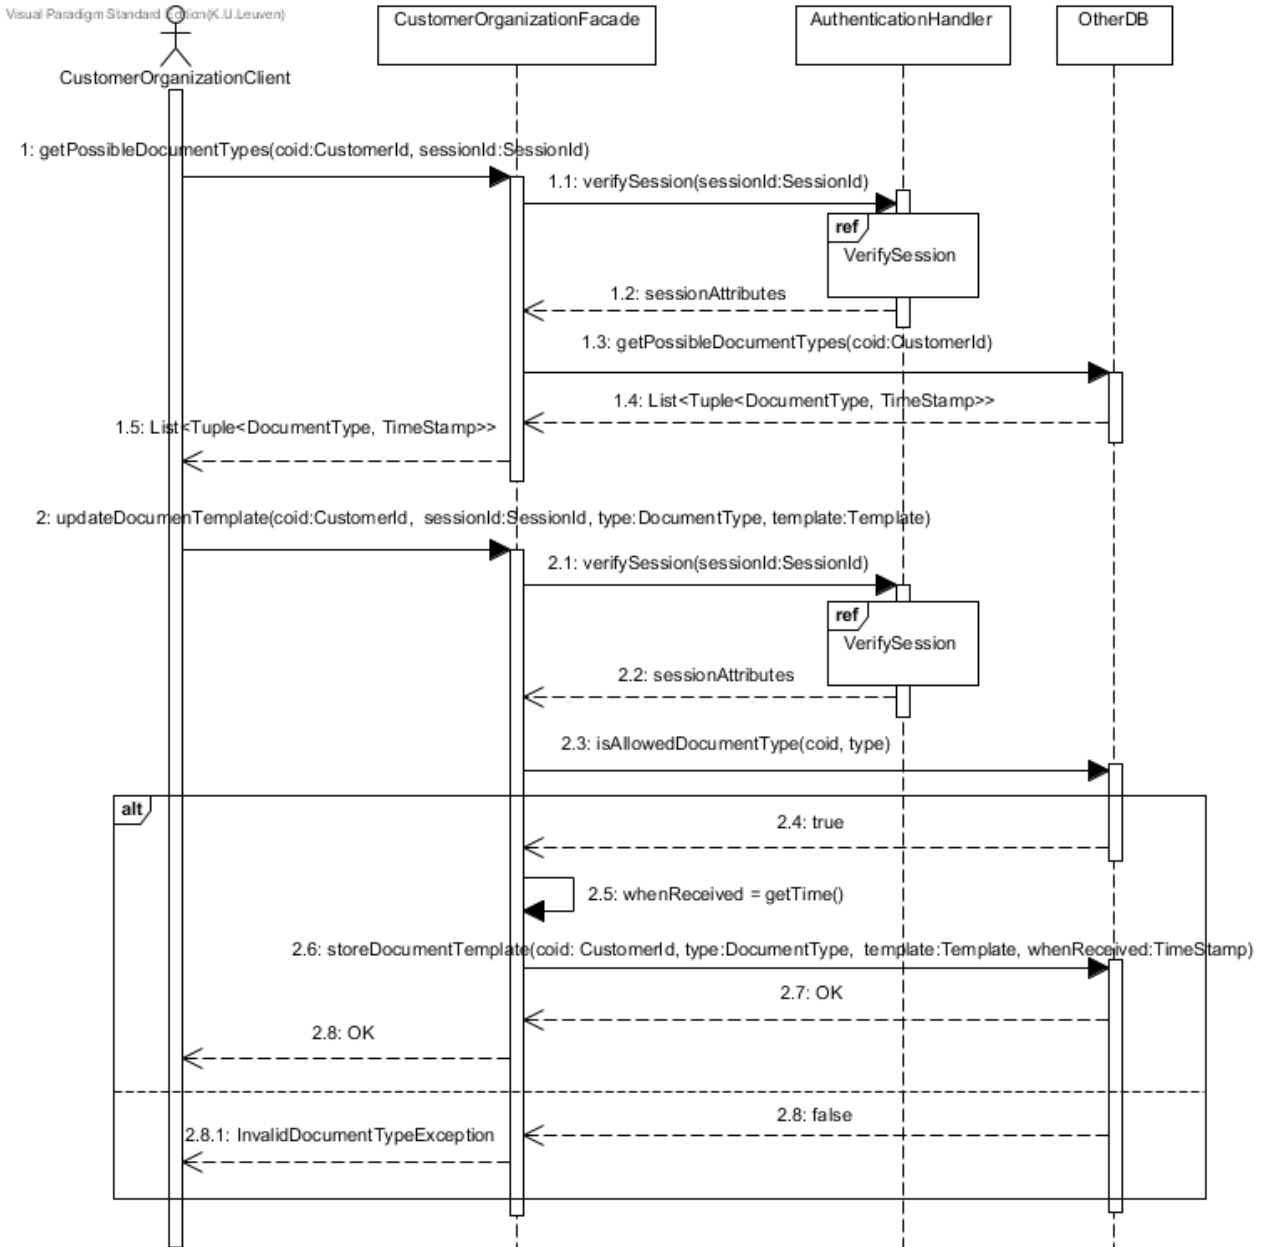 Visual Paradigm Standard Edition(K.U.Leuven)
CustomerOrganizationFacade
AuthenticationHandler
OtherDB
CustomerOrganizationClient
1: getPossibleDocumentTypes(coid:CustomerId, sessionId:SessionId)
1.1: verifySession(sessionId:SessionId)
ref
VerifySession
1.2: sessionAttributes
1.3: getPossibleDocumentTypes(coid:CustomerId)
1.4: List<Tuple<DocumentType, TimeStamp>>
1.5: List<Tuple<DocumentType, TimeStamp>>
2: updateDocumenTemplate(coid:CustomerId, sessionId:SessionId, type:DocumentType, template:Template)
2.1: verifySession(sessionId:SessionId)
ref
VerifySession
2.2: sessionAttributes
2.3: isAllowedDocumentType(coid, type)
alt
2.4: true
2.5: whenReceived = getTime()
2.6: storeDocumentTemplate(coid: CustomerId, type:DocumentType, template:Template, whenReceived:TimeStamp)
2.7: OK
2.8: OK
2.8: false
2.8.1: InvalidDocumentTypeException